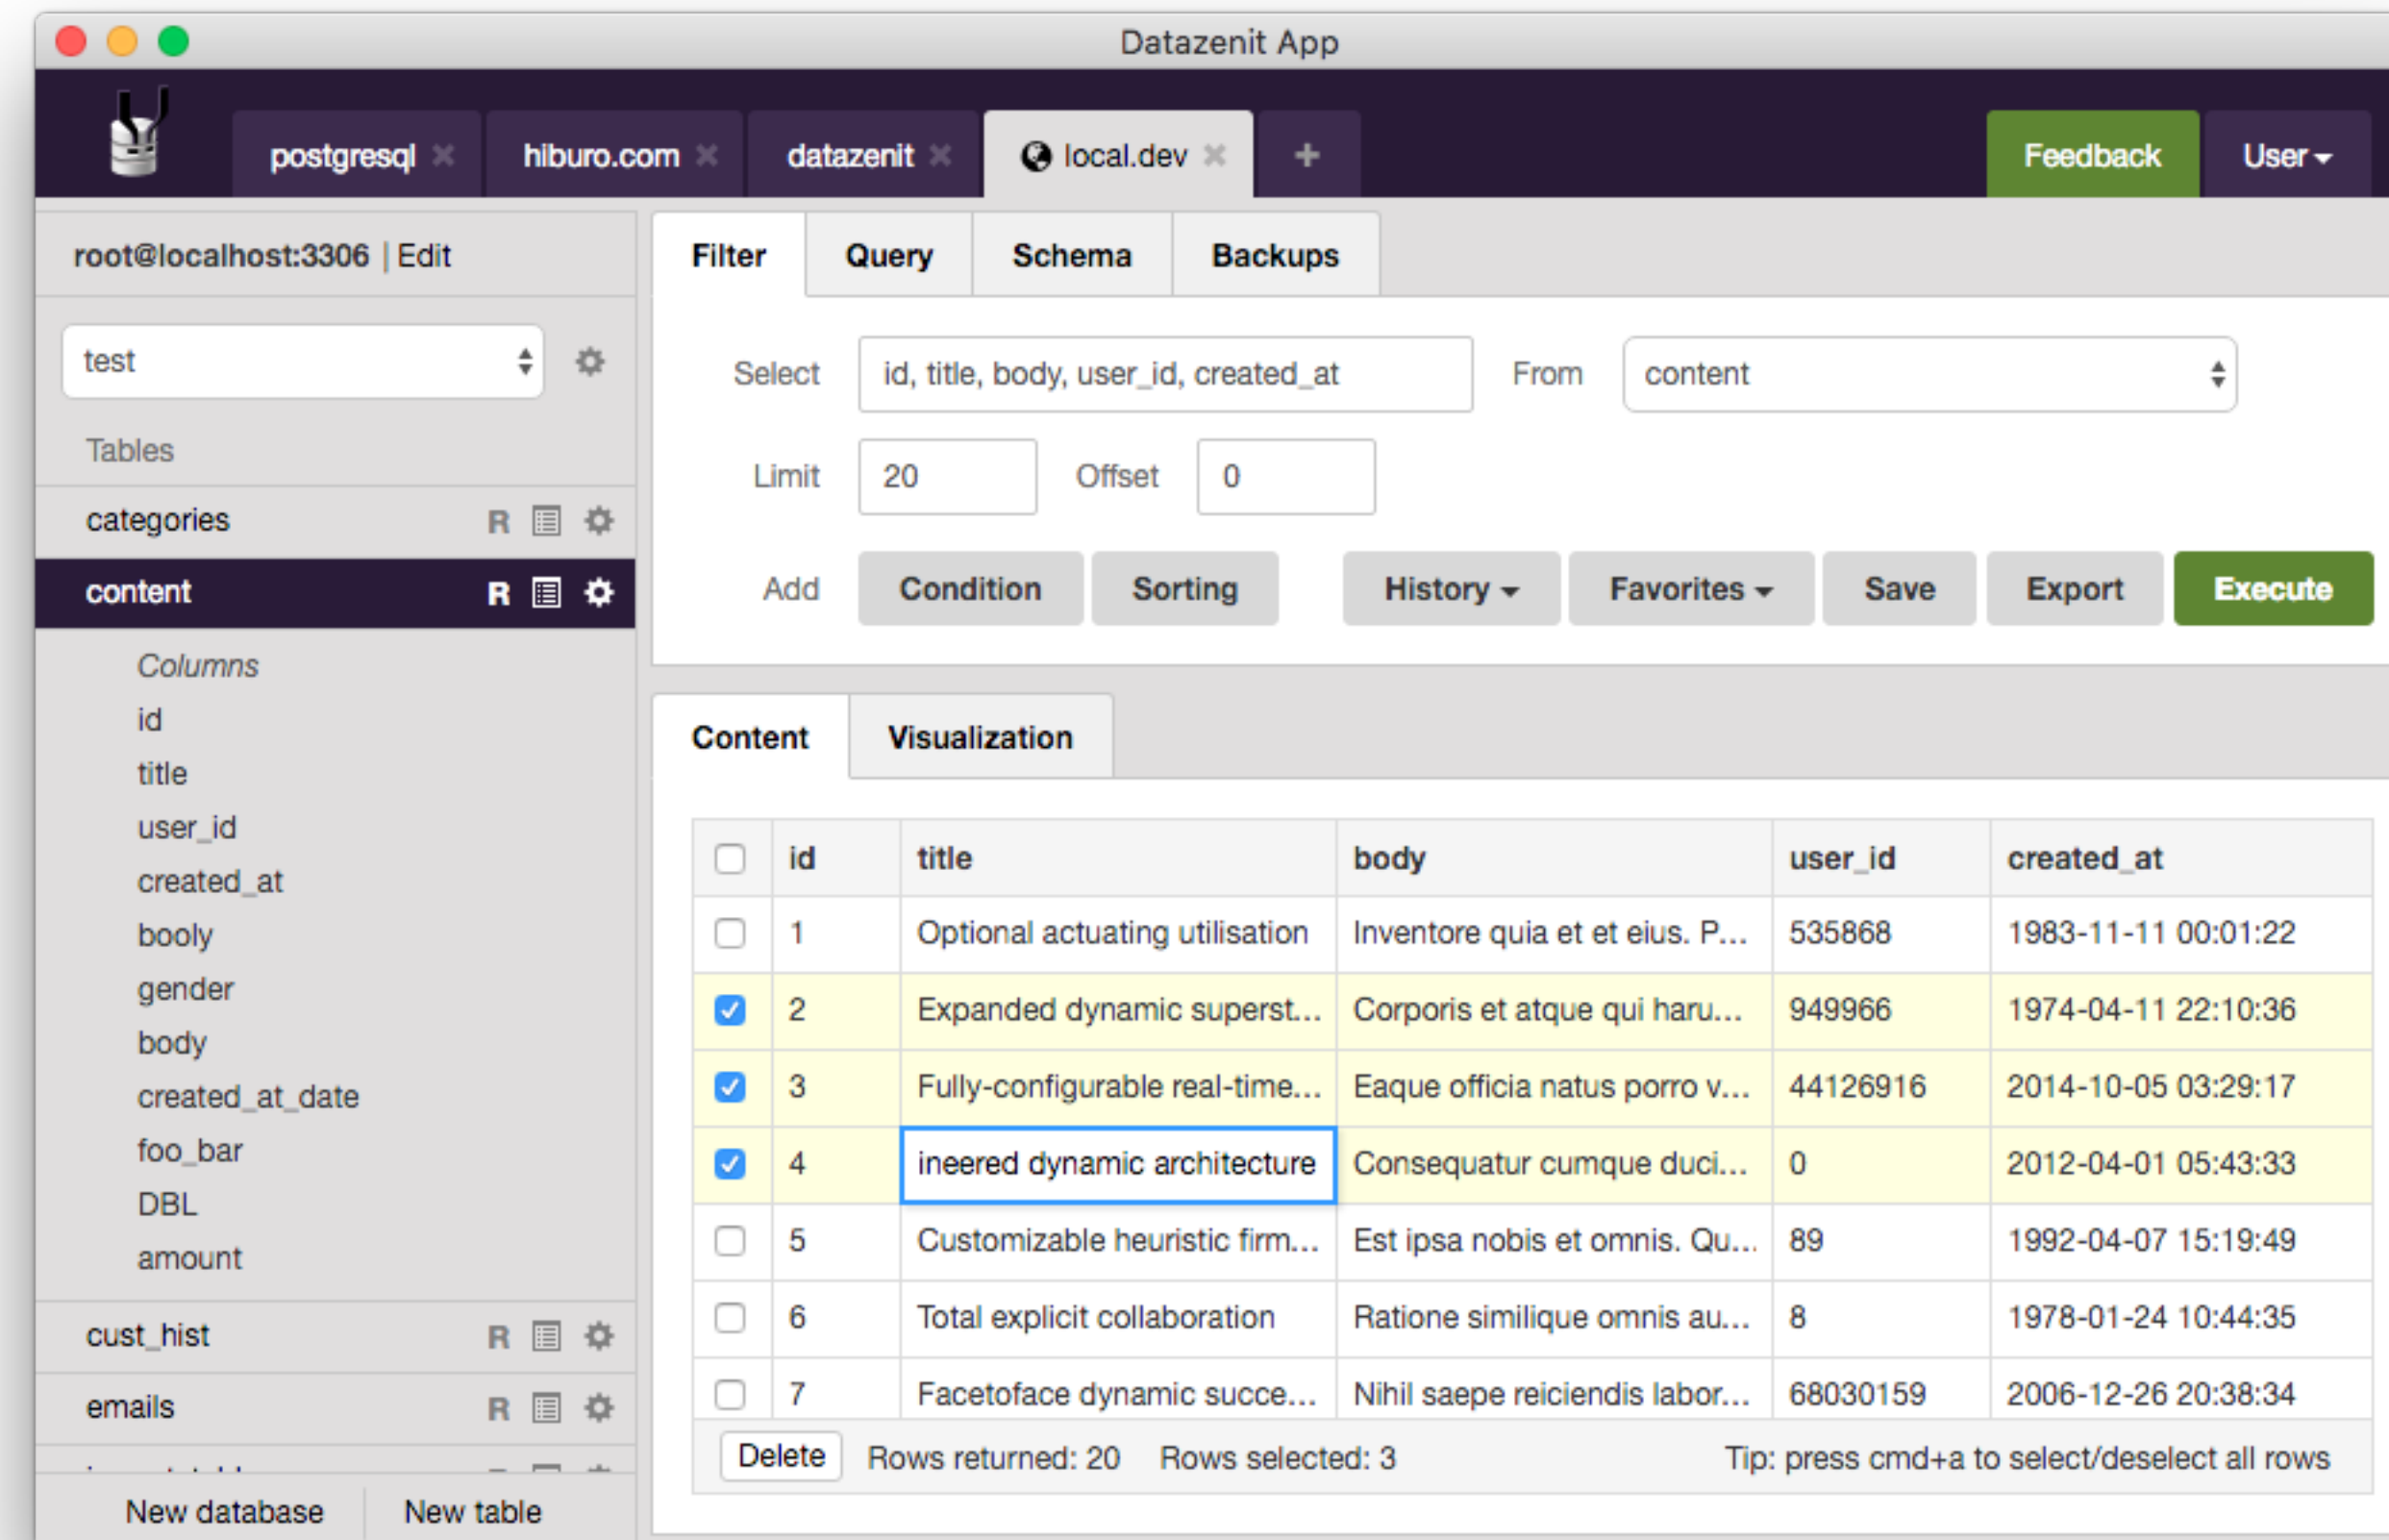 Datazenit App
postgresql hiburo.com datazenit local.dev + Feedback User
root@localhost:3306 | Edit
Filter Query Schema Backups
test
Select id, title, body, user_id, created_at From content
Tables
Limit 20 Offset 0
categories R
Add Condition Sorting History Favorites Save Export Execute
content R
Columns
id
title
user_id
created_at
booly
gender
body
created_at_date
foo_bar
DBL
amount
cust_hist R
emails R
New database New table
Content Visualization
id title body user_id created_at
1 Optional actuating utilisation Inventore quia et et eius. P... 535868 1983-11-11 00:01:22
2 Expanded dynamic superst... Corporis et atque qui haru... 949966 1974-04-11 22:10:36
3 Fully-configurable real-time... Eaque officia natus porro v... 44126916 2014-10-05 03:29:17
4 ineered dynamic architecture Consequatur cumque duci... 0 2012-04-01 05:43:33
5 Customizable heuristic firm... Est ipsa nobis et omnis. Qu... 89 1992-04-07 15:19:49
6 Total explicit collaboration Ratione similique omnis au... 8 1978-01-24 10:44:35
7 Facetoface dynamic succe... Nihil saepe reiciendis labor... 68030159 2006-12-26 20:38:34
Delete Rows returned: 20 Rows selected: 3 Tip: press cmd+a to select/deselect all rows